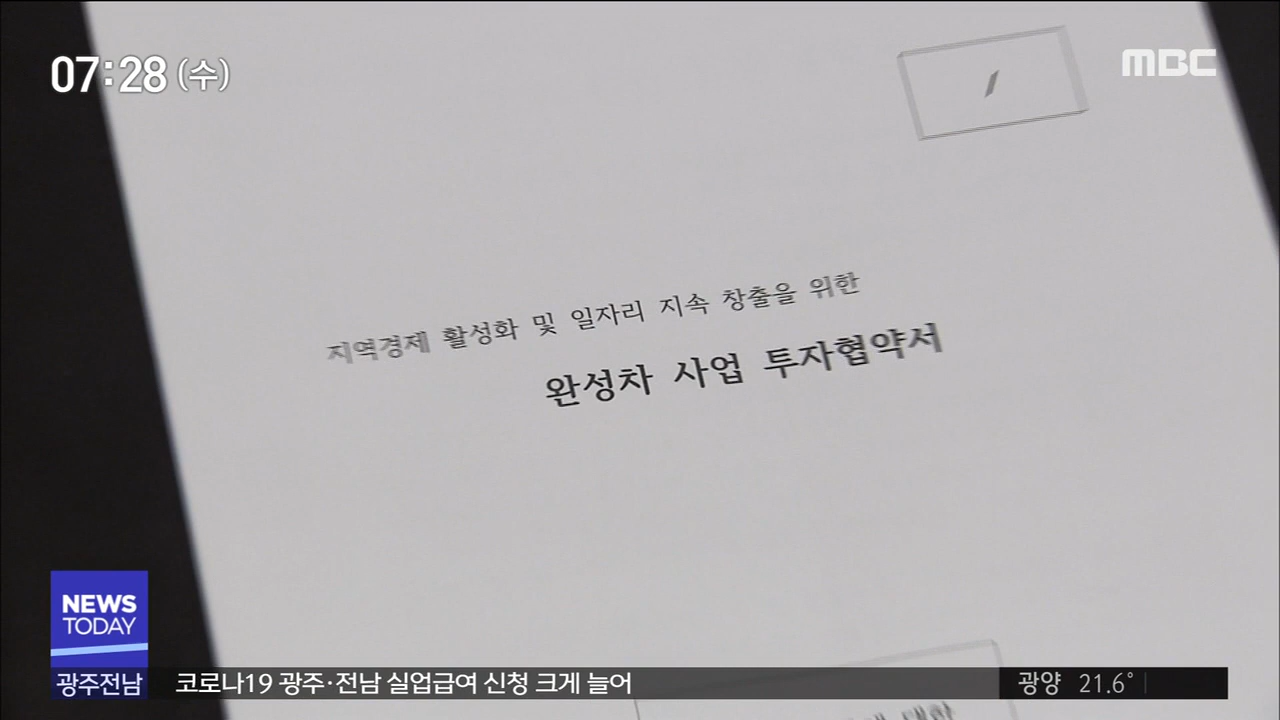 07:28 (수)
MBC
지역경제 활성화 및 일자리 지속 창출을 위한
완성차 사업 투자협약서
대한
NEWS
TODAY
광주전남
코로나19 광주·전남 실업급여 신청 크게 늘어
광양 21.6°